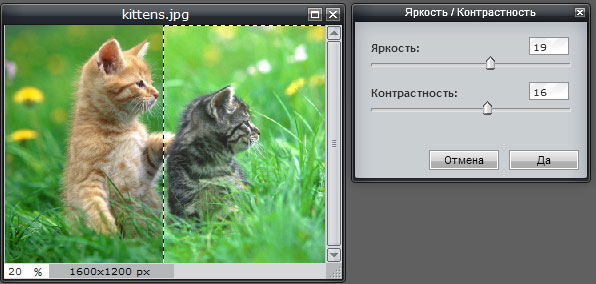 kittens.jpg
20 %
1600x1200 px
Яркость / Контрастность
Яркость:
19
Контрастность:
16
Отмена
Да